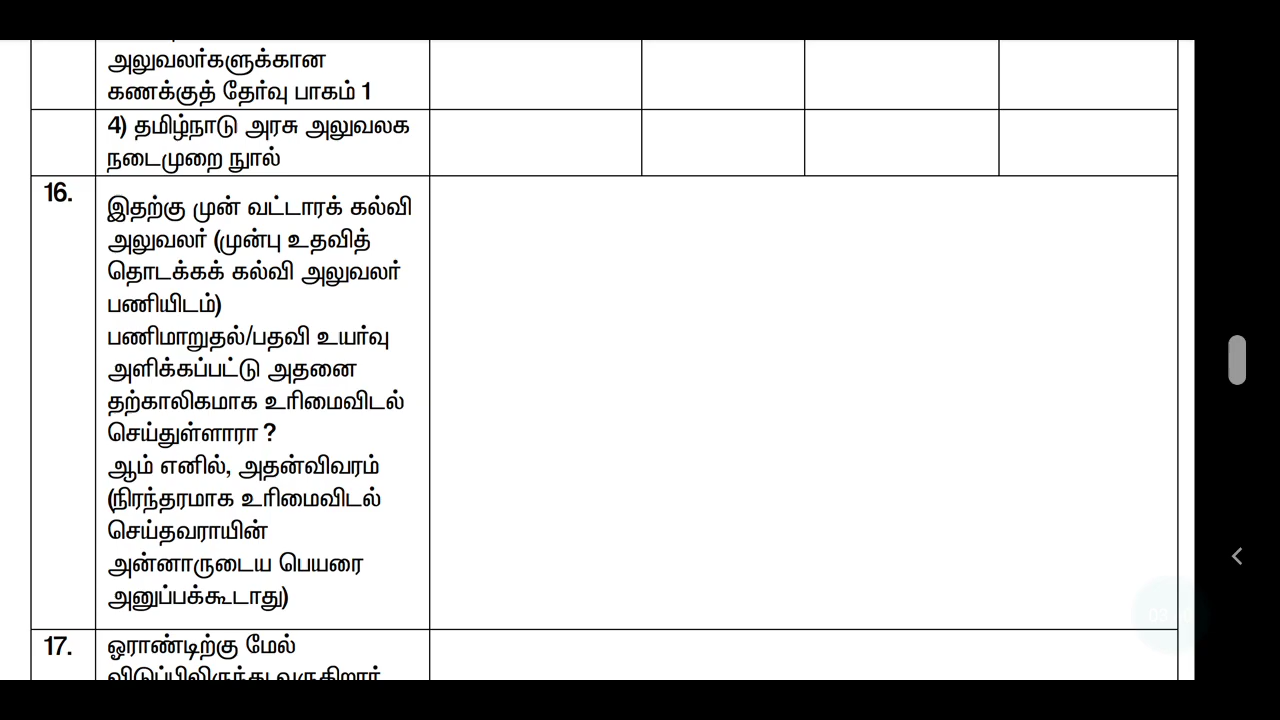 அலுவலர்களுக்கான
கணக்குத் தேர்வு பாகம் 1
4) தமிழ்நாடு அரசு அலுவலக
நடைமுறை நூல்
16.
இதற்கு முன் வட்டாரக் கல்வி
அலுவலர் (முன்பு உதவித்
தொடக்கக் கல்வி அலுவலர்
பணியிடம்)
பணிமாறுதல்/பதவி உயர்வு
அளிக்கப்பட்டு அதனை
தற்காலிகமாக உரிமைவிடல்
செய்துள்ளாரா ?
ஆம் எனில், அதன்விவரம்
(நிரந்தரமாக உரிமைவிடல்
செய்தவராயின்
அன்னாருடைய பெயரை
அனுப்பக்கூடாது)
17.
ஓராண்டிற்கு மேல்
விடுப்பிலிருந்து வருகிறார்